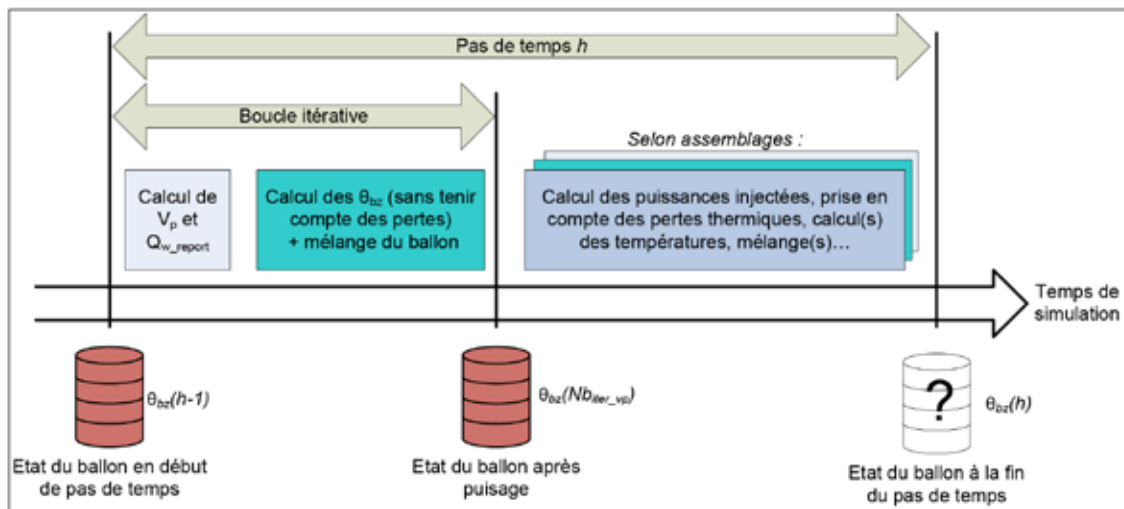 Pas de temps h
Boucle itérative
Selon assemblages :
Calcul de
Vp et
Qw_report
Calcul des θbz (sans tenir
compte des pertes)
+ mélange du ballon
Calcul des puissances injectées, prise en
compte des pertes thermiques, calcul(s)
des températures, mélange(s)…
Temps de
simulation
θbz(h-1)
θbz(Nbiter_vp)
?
θbz(h)
Etat du ballon en début
de pas de temps
Etat du ballon après
puisage
Etat du ballon à la fin
du pas de temps